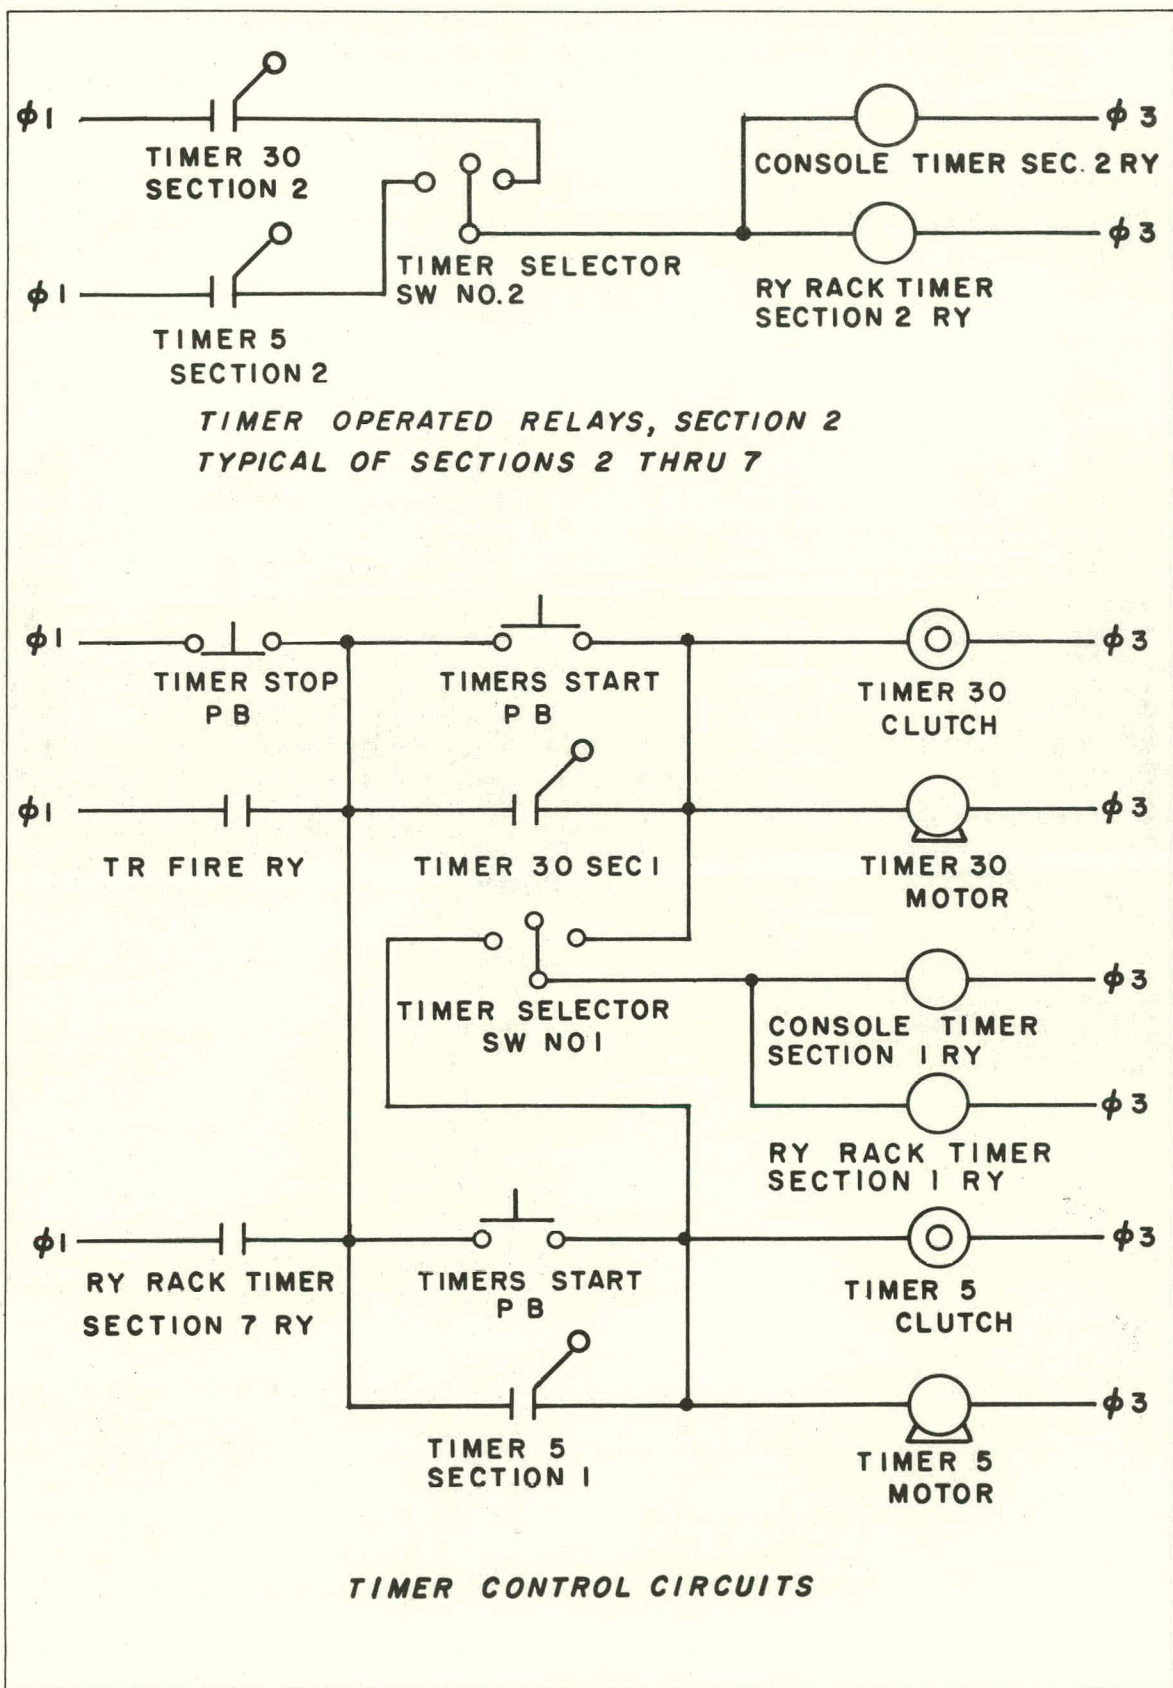 ϕ1
TIMER 30
SECTION 2
ϕ3
CONSOLE TIMER SEC. 2 RY
ϕ1
TIMER 5
SECTION 2
TIMER SELECTOR
SW NO. 2
ϕ3
RY RACK TIMER
SECTION 2 RY
TIMER OPERATED RELAYS, SECTION 2
TYPICAL OF SECTIONS 2 THRU 7
ϕ1
TIMER STOP
PB
TIMERS START
PB
ϕ3
TIMER 30
CLUTCH
ϕ1
TR FIRE RY
TIMER 30 SEC 1
ϕ3
TIMER 30
MOTOR
TIMER SELECTOR
SW NO 1
ϕ3
CONSOLE TIMER
SECTION 1 RY
ϕ3
RY RACK TIMER
SECTION 1 RY
ϕ1
RY RACK TIMER
SECTION 7 RY
TIMERS START
PB
ϕ3
TIMER 5
CLUTCH
TIMER 5
SECTION 1
ϕ3
TIMER 5
MOTOR
TIMER CONTROL CIRCUITS